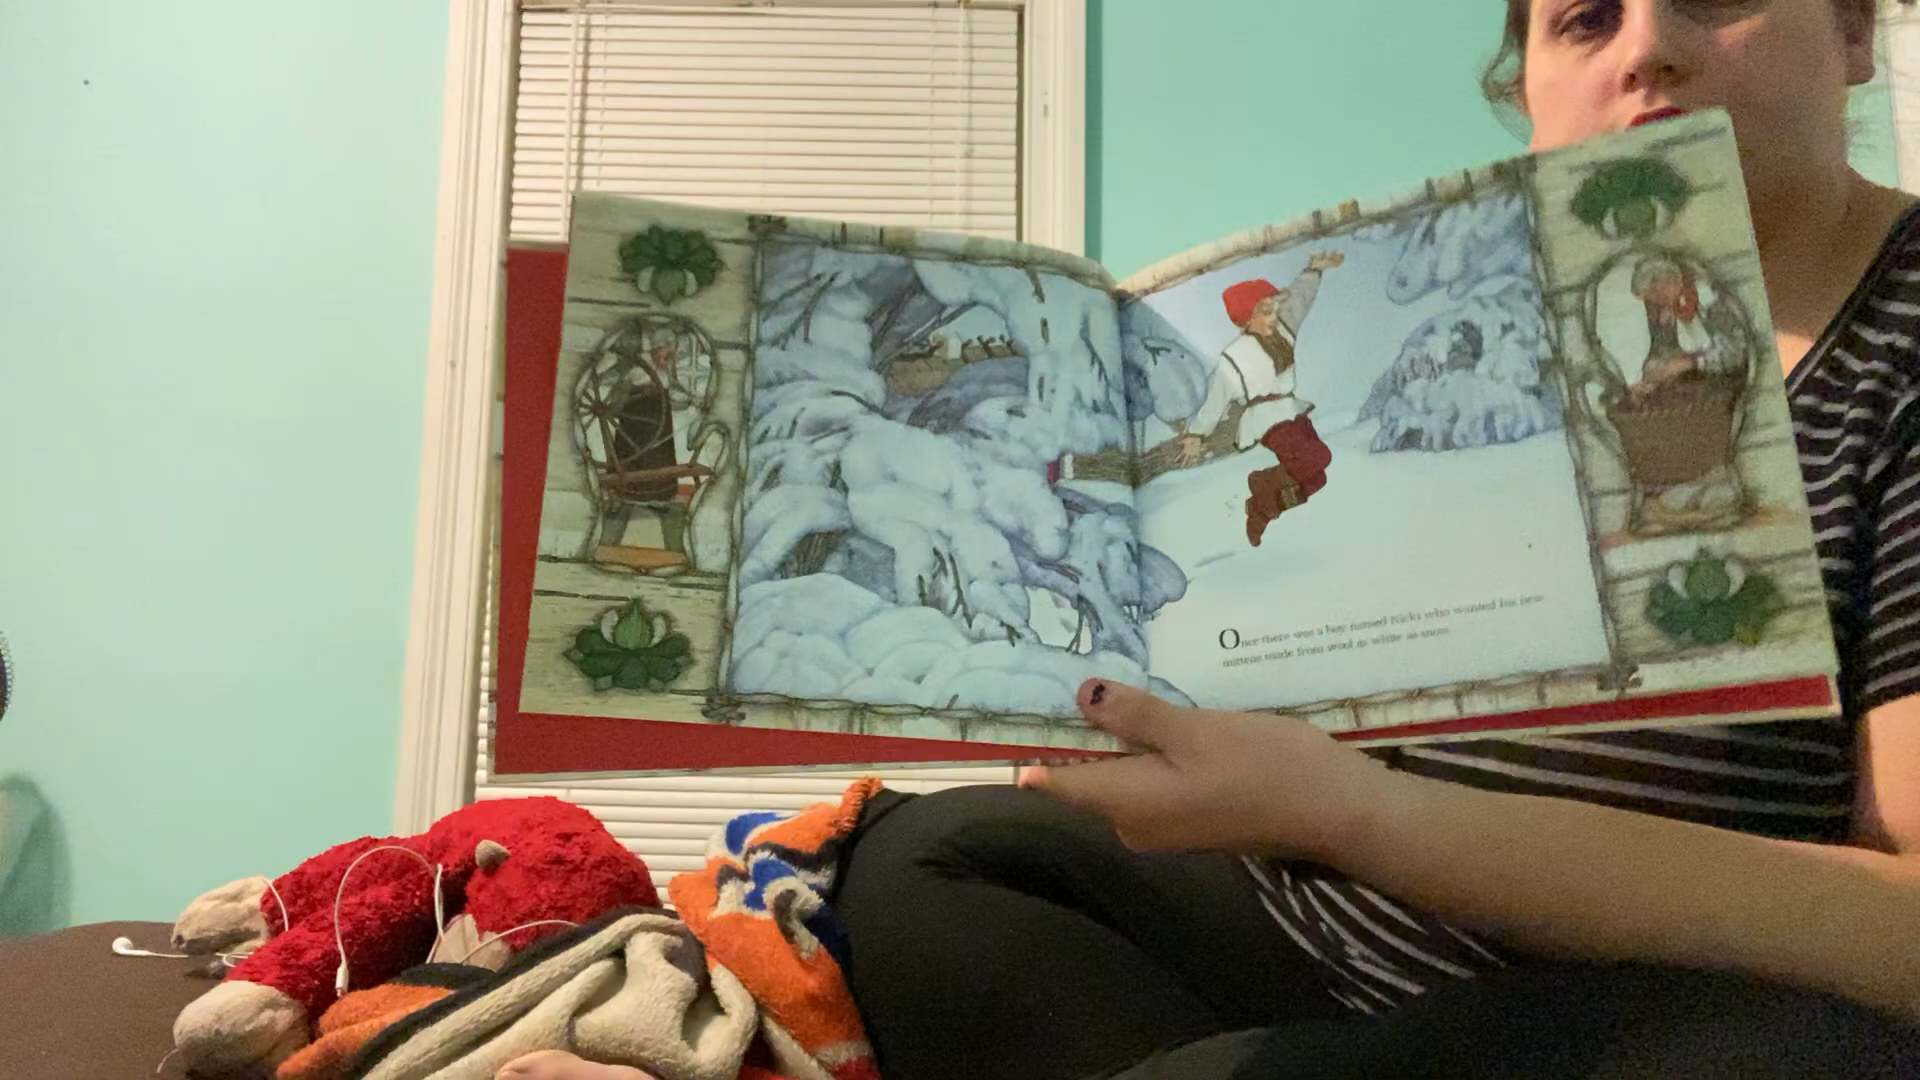 Once there was a boy named Nicki who wanted his new
mittens made from wool as white as snow.